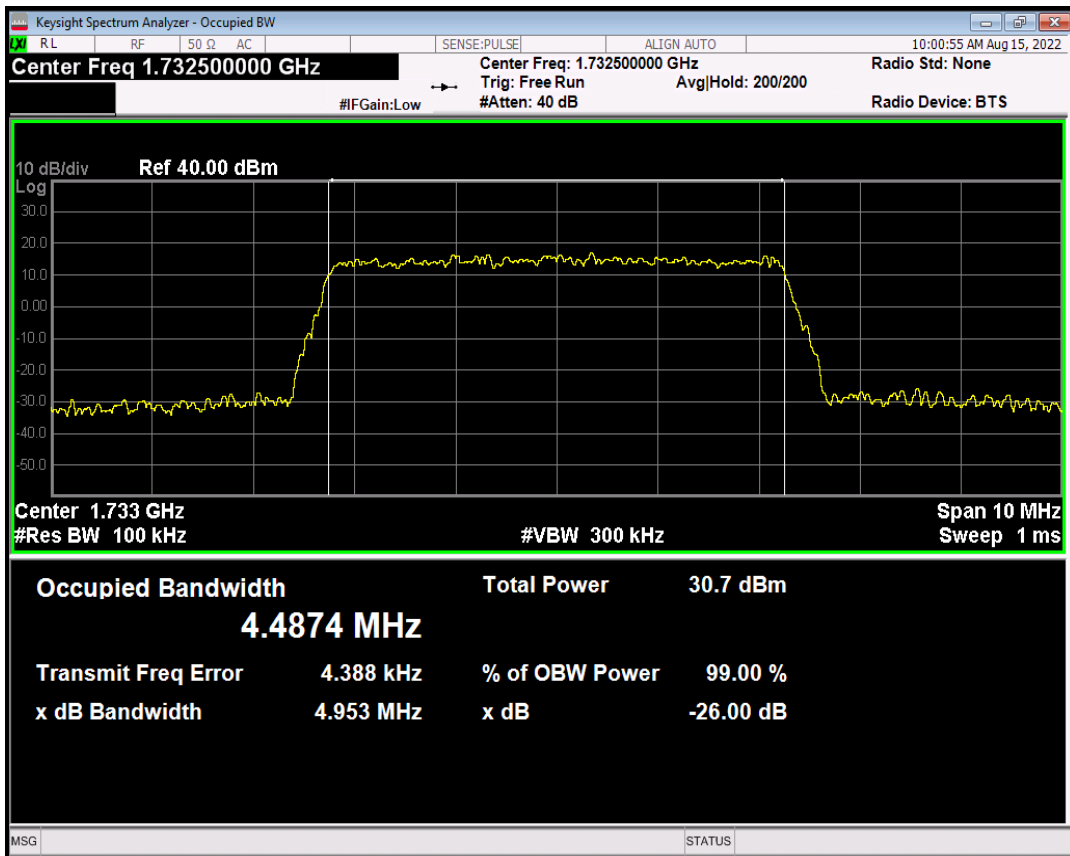 Keysight Spectrum Analyzer - Occupied BW
LXI RL RF 50 Ω AC SENSE:PULSE ALIGN AUTO 10:00:55 AM Aug 15, 2022
Center Freq 1.732500000 GHz Center Freq: 1.732500000 GHz Radio Std: None
Trig: Free Run Avg|Hold: 200/200
#IFGain:Low #Atten: 40 dB Radio Device: BTS
10 dB/div Ref 40.00 dBm
Log
30.0
20.0
10.0
0.00
-10.0
-20.0
-30.0
-40.0
-50.0
Center 1.733 GHz Span 10 MHz
#Res BW 100 kHz #VBW 300 kHz Sweep 1 ms
Occupied Bandwidth Total Power 30.7 dBm
4.4874 MHz
Transmit Freq Error 4.388 kHz % of OBW Power 99.00 %
x dB Bandwidth 4.953 MHz x dB -26.00 dB
MSG STATUS